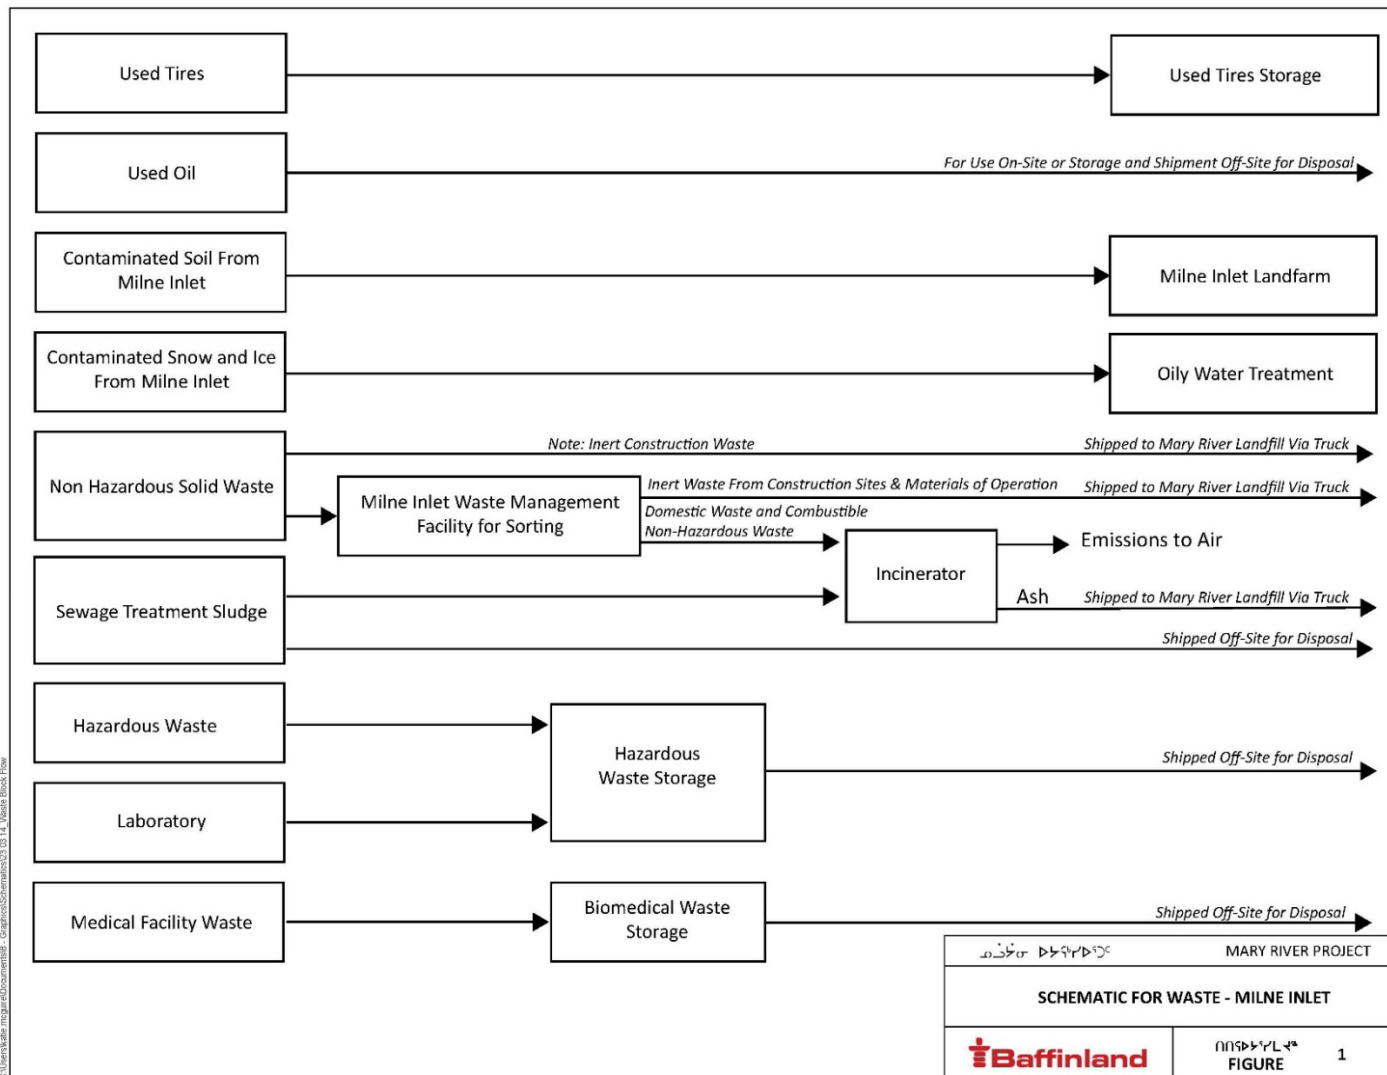 Used Tires
Used Tires Storage
Used Oil
For Use On-Site or Storage and Shipment Off-Site for Disposal
Contaminated Soil From
Milne Inlet
Milne Inlet Landfarm
Contaminated Snow and Ice
From Milne Inlet
Oily Water Treatment
Non Hazardous Solid Waste
Note: Inert Construction Waste
Shipped to Mary River Landfill Via Truck
Milne Inlet Waste Management
Facility for Sorting
Inert Waste From Construction Sites & Materials of Operation
Shipped to Mary River Landfill Via Truck
Domestic Waste and Combustible
Non-Hazardous Waste
Incinerator
Emissions to Air
Ash
Shipped to Mary River Landfill Via Truck
Sewage Treatment Sludge
Shipped Off-Site for Disposal
Hazardous Waste
Laboratory
Hazardous
Waste Storage
Shipped Off-Site for Disposal
Medical Facility Waste
Biomedical Waste
Storage
Shipped Off-Site for Disposal
MARY RIVER PROJECT
SCHEMATIC FOR WASTE - MILNE INLET
Baffinland
FIGURE 1